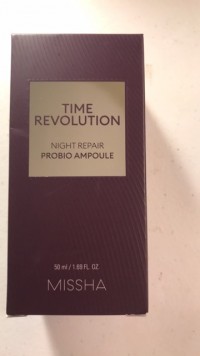 TIME
REVOLUTION
NIGHT REPAIR
PROBIO AMPOULE
50 ml / 1.69 FL. OZ.
MISSHA